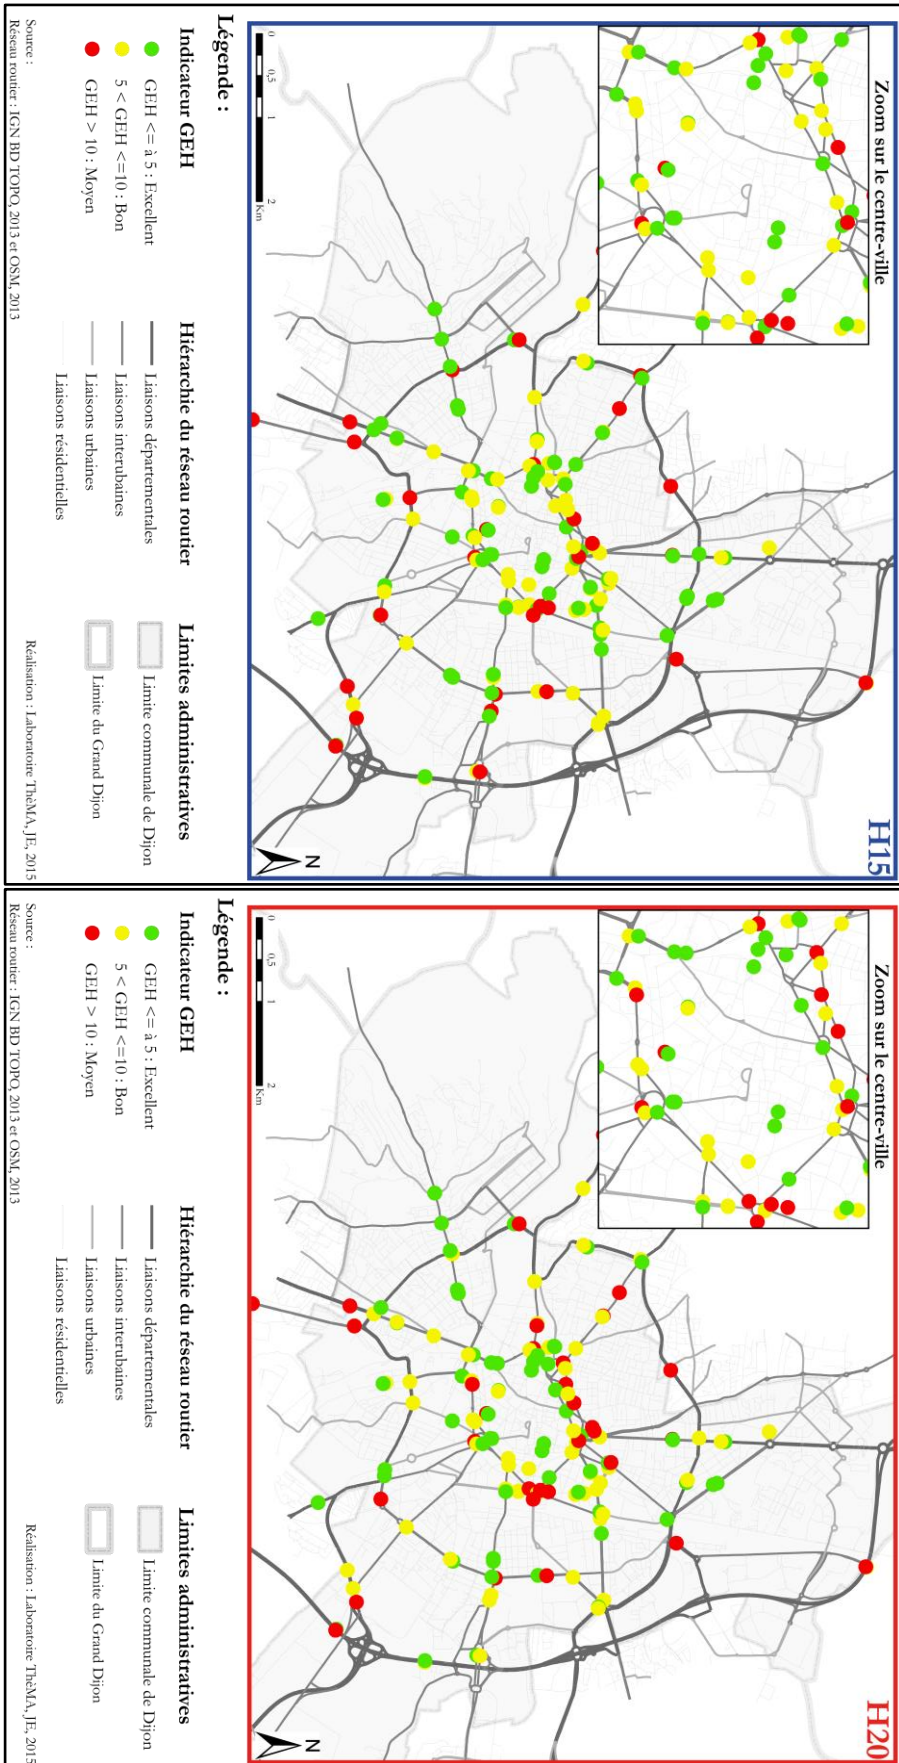 H15
Zoom sur le centre-ville
N
0 0,5 1 2
Km
Légende :
Indicateur GEH
GEH <= à 5 : Excellent
5 < GEH <=10 : Bon
GEH > 10 : Moyen
Hiérarchie du réseau routier
Liaisons départementales
Liaisons interubaines
Liaisons urbaines
Liaisons résidentielles
Limites administratives
Limite communale de Dijon
Limite du Grand Dijon
Source :
Réseau routier : IGN BD TOPO, 2013 et OSM, 2013
Réalisation : Laboratoire ThéMA, JE, 2015
H20
Zoom sur le centre-ville
N
0 0,5 1 2
Km
Légende :
Indicateur GEH
GEH <= à 5 : Excellent
5 < GEH <=10 : Bon
GEH > 10 : Moyen
Hiérarchie du réseau routier
Liaisons départementales
Liaisons interubaines
Liaisons urbaines
Liaisons résidentielles
Limites administratives
Limite communale de Dijon
Limite du Grand Dijon
Source :
Réseau routier : IGN BD TOPO, 2013 et OSM, 2013
Réalisation : Laboratoire ThéMA, JE, 2015